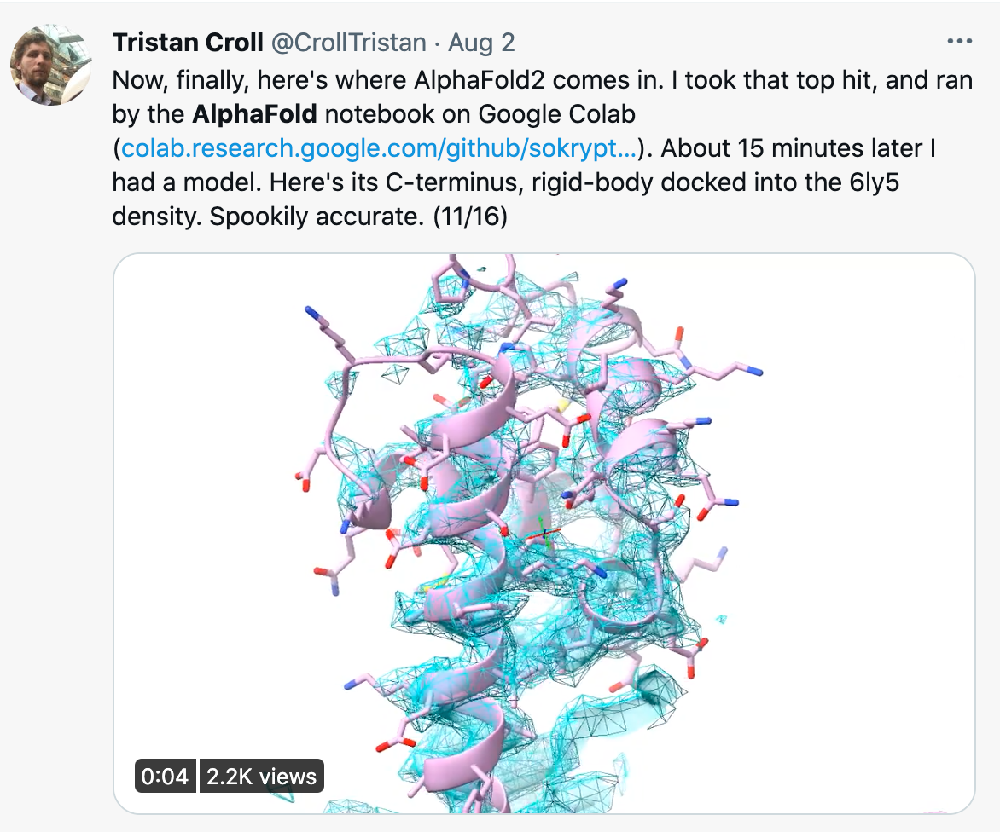 Tristan Croll @CrollTristan · Aug 2
Now, finally, here's where AlphaFold2 comes in. I took that top hit, and ran
by the AlphaFold notebook on Google Colab
(colab.research.google.com/github/sokrypt...). About 15 minutes later I
had a model. Here's its C-terminus, rigid-body docked into the 6ly5
density. Spookily accurate. (11/16)
0:04 2.2K views